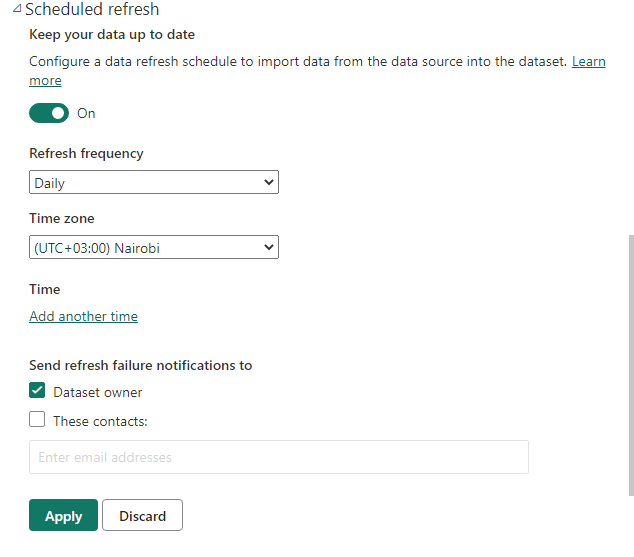 Scheduled refresh
Keep your data up to date
Configure a data refresh schedule to import data from the data source into the dataset. Learn
more
On
Refresh frequency
Daily
Time zone
(UTC+03:00) Nairobi
Time
Add another time
Send refresh failure notifications to
Dataset owner
These contacts:
Enter email addresses
Apply Discard